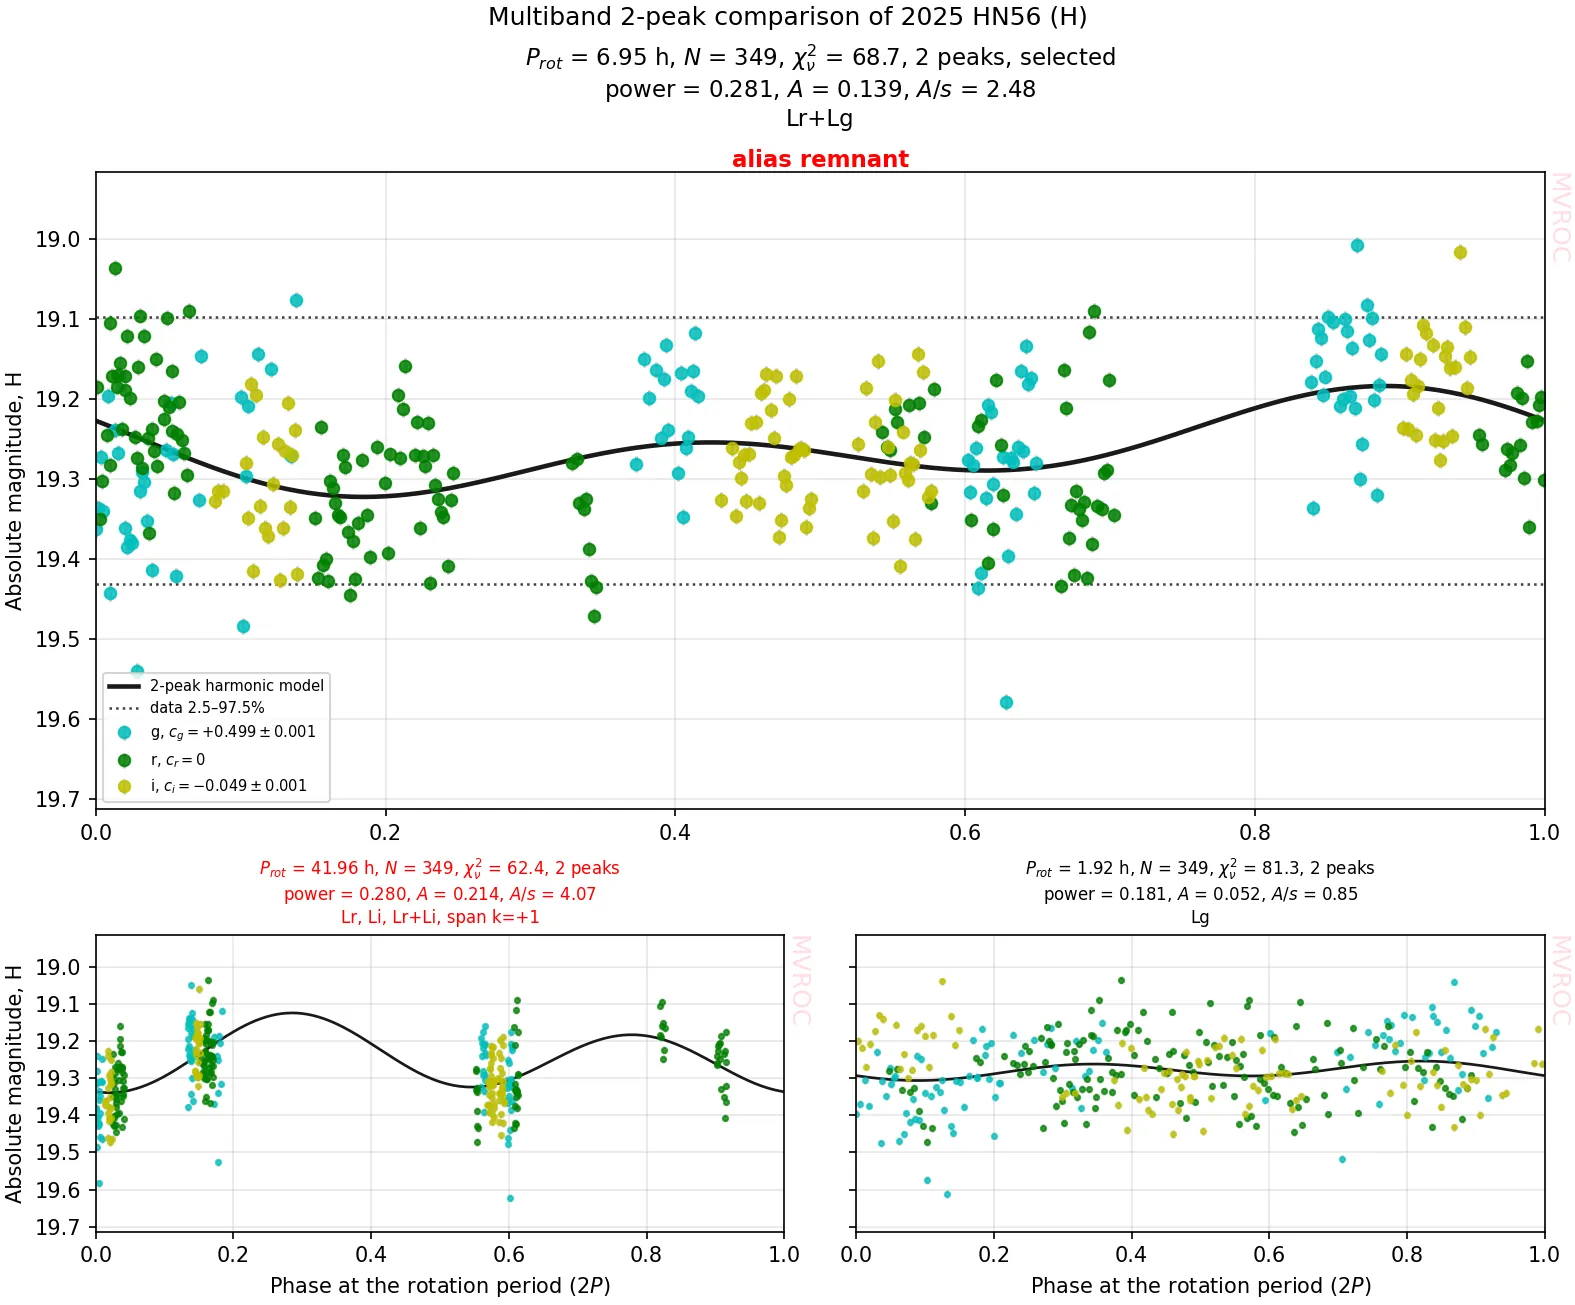 Multiband 2-peak comparison of 2025 HN56 (H)
P_rot = 6.95 h, N = 349, χ²_ν = 68.7, 2 peaks, selected
power = 0.281, A = 0.139, A/s = 2.48
Lr+Lg
alias remnant
MVROC
Absolute magnitude, H
19.0
19.1
19.2
19.3
19.4
19.5
19.6
19.7
2-peak harmonic model
data 2.5–97.5%
g, c_g = +0.499 ± 0.001
r, c_r = 0
i, c_i = −0.049 ± 0.001
0.0 0.2 0.4 0.6 0.8 1.0
P_rot = 41.96 h, N = 349, χ²_ν = 62.4, 2 peaks
power = 0.280, A = 0.214, A/s = 4.07
Lr, Li, Lr+Li, span k=+1
MVROC
Absolute magnitude, H
19.0
19.1
19.2
19.3
19.4
19.5
19.6
19.7
0.0 0.2 0.4 0.6 0.8 1.0
Phase at the rotation period (2P)
P_rot = 1.92 h, N = 349, χ²_ν = 81.3, 2 peaks
power = 0.181, A = 0.052, A/s = 0.85
Lg
MVROC
0.0 0.2 0.4 0.6 0.8 1.0
Phase at the rotation period (2P)